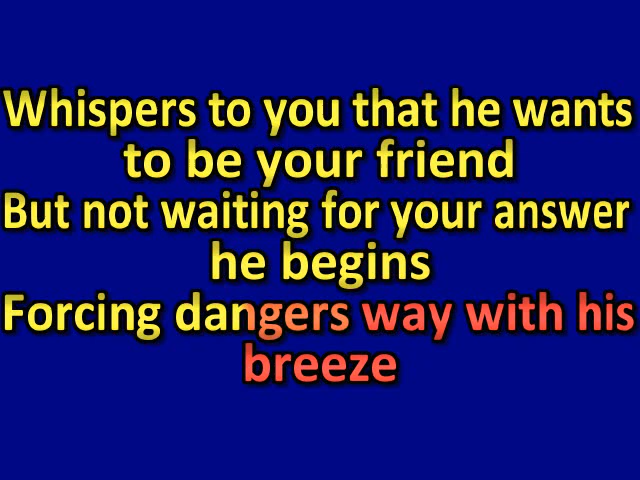 Whispers to you that he wants
to be your friend
But not waiting for your answer
he begins
Forcing dangers way with his
breeze